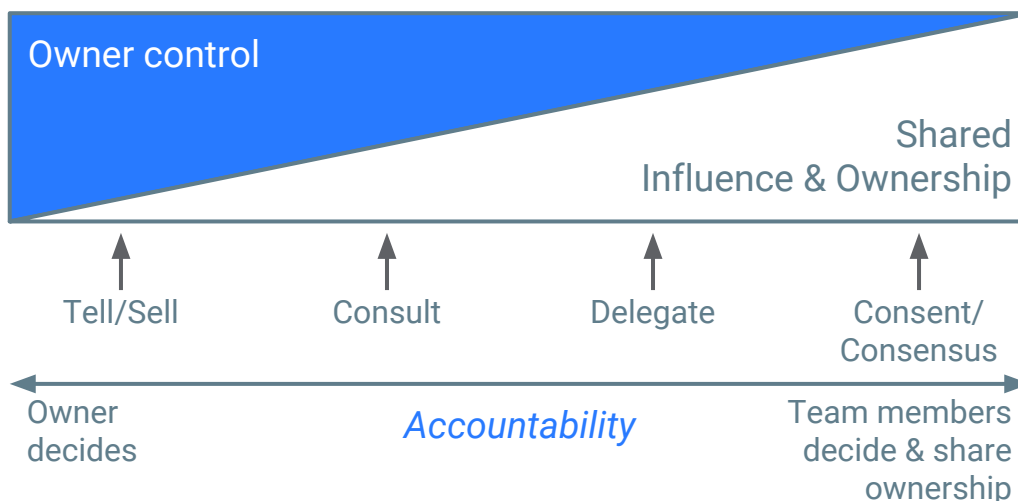 Owner control
Shared
Influence & Ownership
Tell/Sell
Consult
Delegate
Consent/
Consensus
Owner
decides
Accountability
Team members
decide & share
ownership